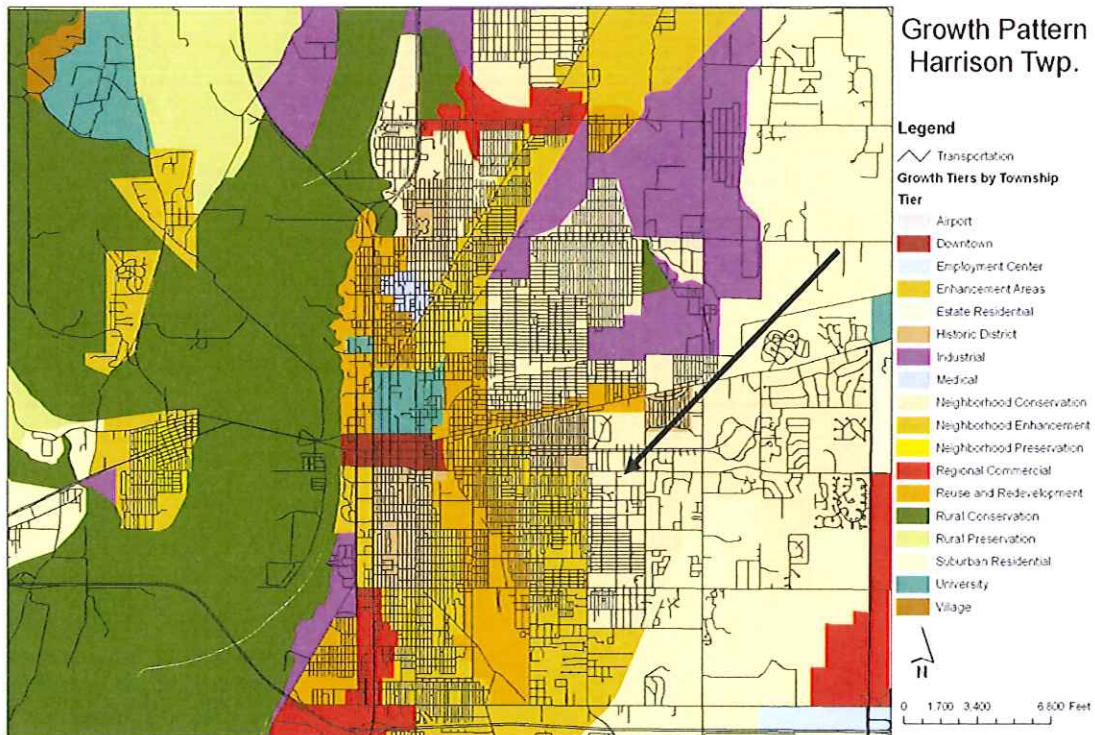 Growth Pattern
Harrison Twp.
Legend
Transportation
Growth Tiers by Township
Tier
Airport
Downtown
Employment Center
Enhancement Areas
Estate Residential
Historic District
Industrial
Medical
Neighborhood Conservation
Neighborhood Enhancement
Neighborhood Preservation
Regional Commercial
Reuse and Redevelopment
Rural Conservation
Rural Preservation
Suburban Residential
University
Village
N
0 1,700 3,400 6,800 Feet